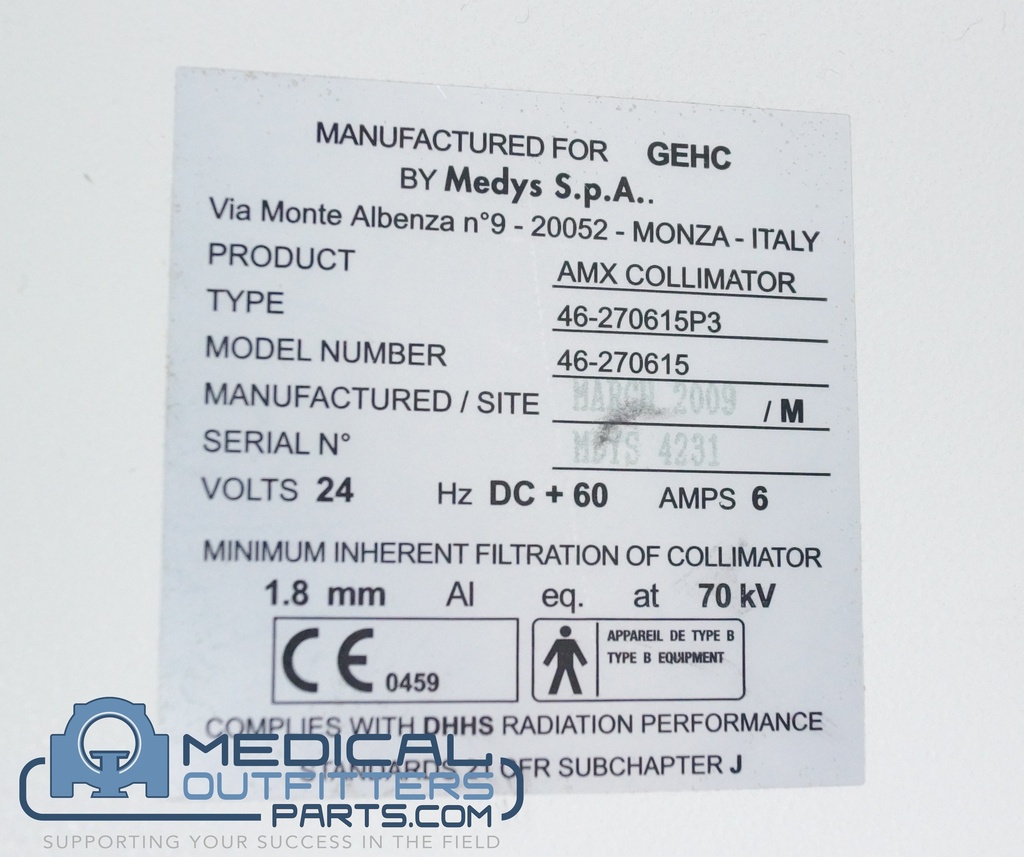 MANUFACTURED FOR GEHC
BY Medys S.p.A..
Via Monte Albenza n°9 - 20052 - MONZA - ITALY
PRODUCT AMX COLLIMATOR
TYPE 46-270615P3
MODEL NUMBER 46-270615
MANUFACTURED / SITE MARCH 2009 / M
SERIAL N° MDYS 4231
VOLTS 24 Hz DC + 60 AMPS 6
MINIMUM INHERENT FILTRATION OF COLLIMATOR
1.8 mm Al eq. at 70 kV
CE 0459
APPAREIL DE TYPE B
TYPE B EQUIPMENT
COMPLIES WITH DHHS RADIATION PERFORMANCE
STANDARDS 21 CFR SUBCHAPTER J
MEDICAL
OUTFITTERS
PARTS.COM
SUPPORTING YOUR SUCCESS IN THE FIELD